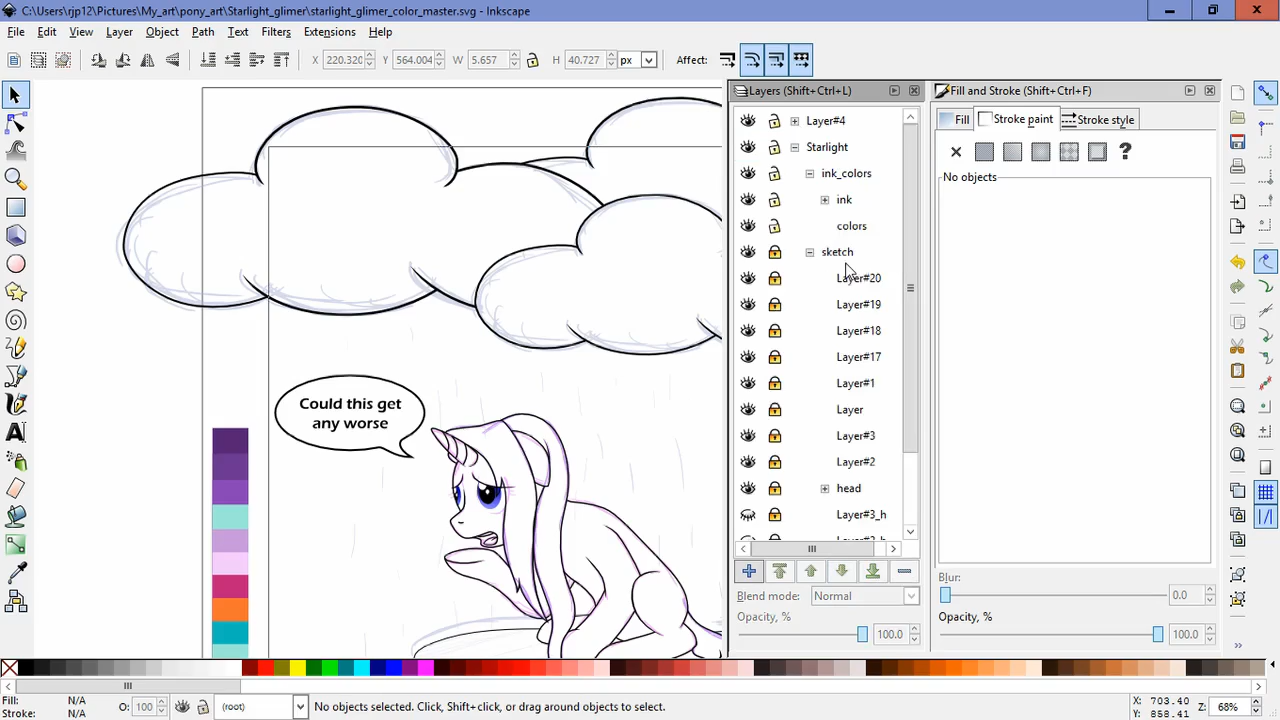 C:\Users\rjp12\Pictures\My_art\pony_art\Starlight_glimer\starlight_glimer_color_master.svg - Inkscape
File Edit View Layer Object Path Text Filters Extensions Help
X 220.320 Y 564.004 W 5.657 H 40.727 px Affect:
Layers (Shift+Ctrl+L)
Fill and Stroke (Shift+Ctrl+F)
Layer#4
Starlight
ink_colors
ink
colors
sketch
Layer#20
Layer#19
Layer#18
Layer#17
Layer#1
Layer
Layer#3
Layer#2
head
Layer#3_h
Blend mode: Normal
Opacity, % 100.0
Fill Stroke paint Stroke style
?
No objects
Blur:
0.0
Opacity, %
100.0
Could this get
any worse
Fill: N/A
Stroke: N/A
O: 100
(root)
No objects selected. Click, Shift+click, or drag around objects to select.
X: 703.40
Y: 858.41
Z: 68%